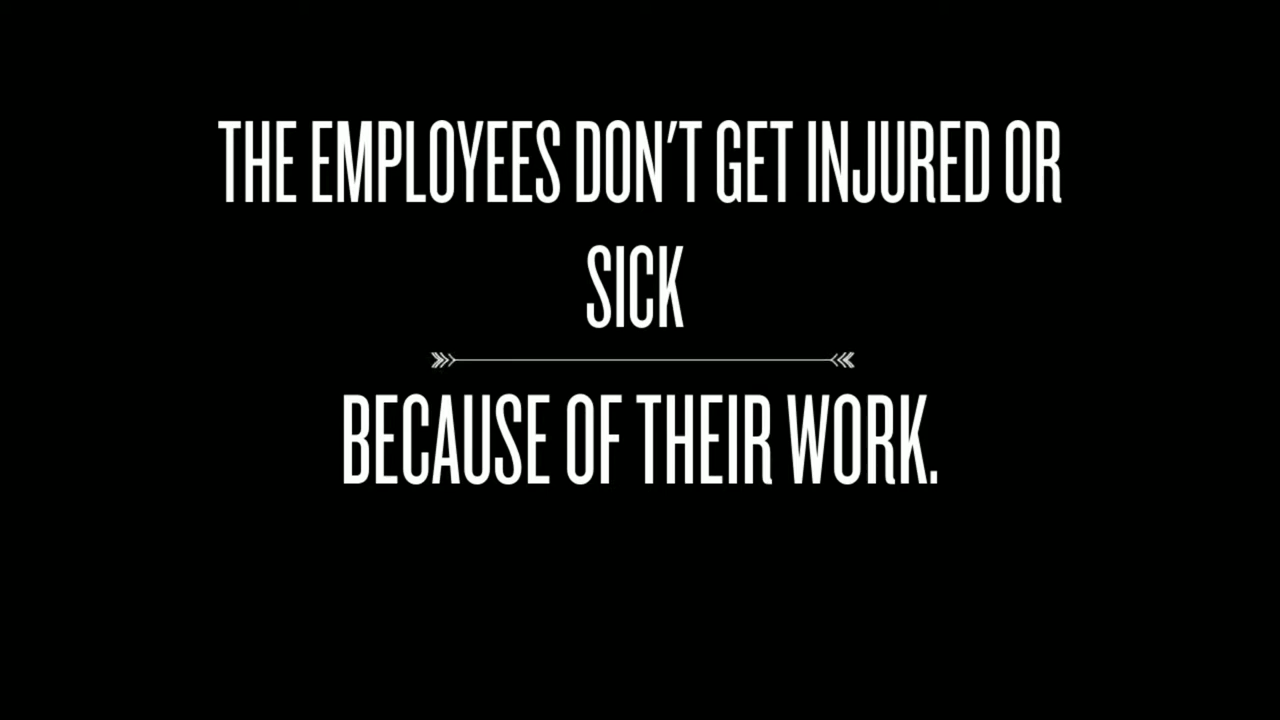 THE EMPLOYEES DON'T GET INJURED OR
SICK
BECAUSE OF THEIR WORK.